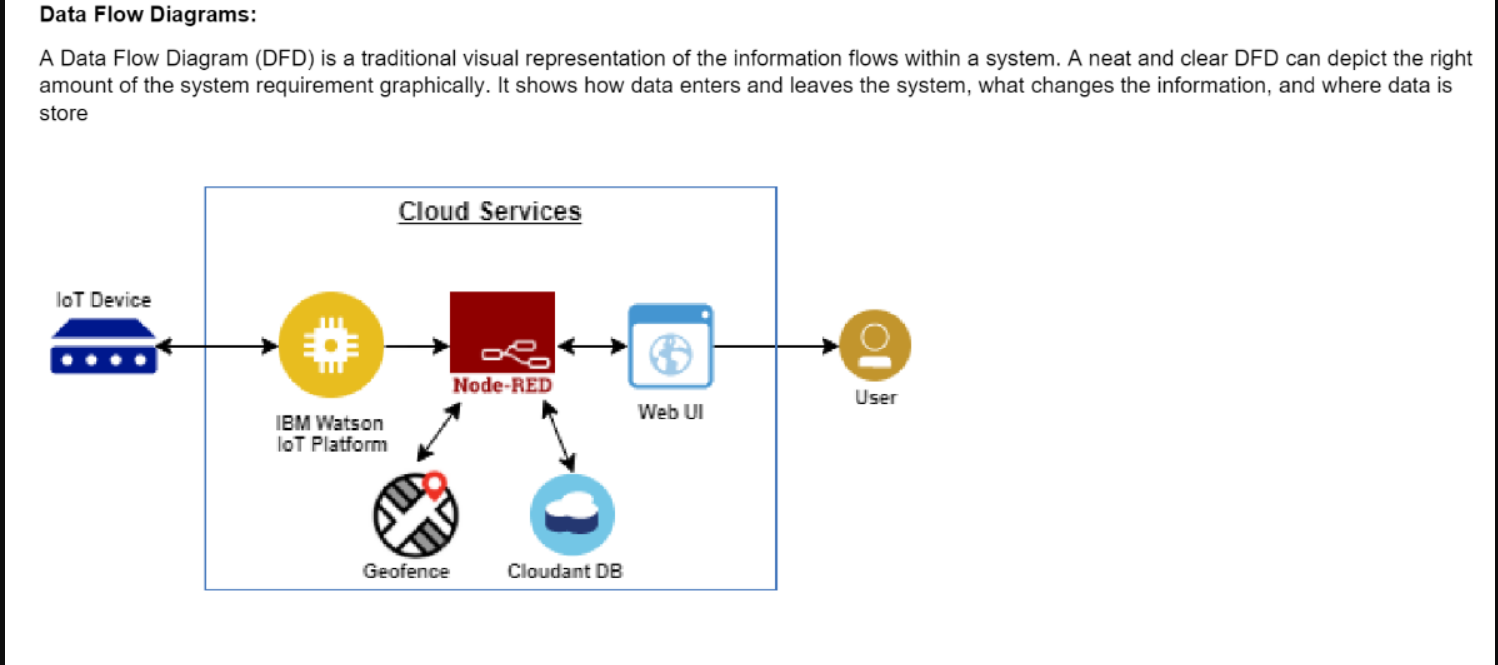 Data Flow Diagrams:
A Data Flow Diagram (DFD) is a traditional visual representation of the information flows within a system. A neat and clear DFD can depict the right
amount of the system requirement graphically. It shows how data enters and leaves the system, what changes the information, and where data is
store
Cloud Services
IoT Device
Node-RED
IBM Watson
IoT Platform
Web UI
User
Geofence
Cloudant DB